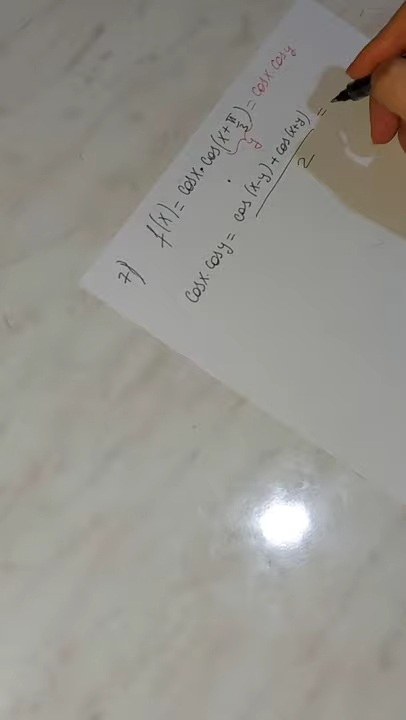 7) f(x) = cosx·cos(x+π/3) = cosx·cosy
y
cosx·cosy = (cos(x-y)+cos(x+y))/2 =